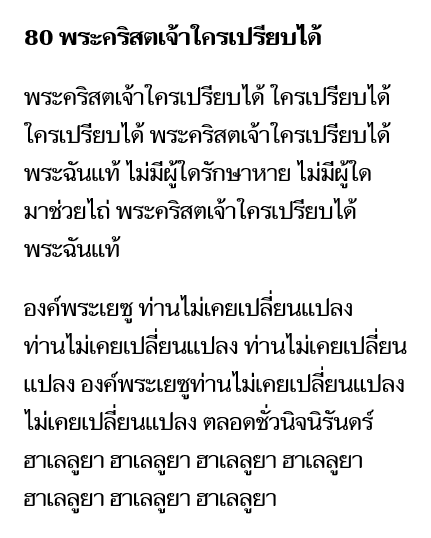 80 พระคริสตเจ้าใครเปรียบได้
พระคริสตเจ้าใครเปรียบได้ ใครเปรียบได้
ใครเปรียบได้ พระคริสตเจ้าใครเปรียบได้
พระฉันแท้ ไม่มีผู้ใดรักษาหาย ไม่มีผู้ใด
มาช่วยไถ่ พระคริสตเจ้าใครเปรียบได้
พระฉันแท้
องค์พระเยซู ท่านไม่เคยเปลี่ยนแปลง
ท่านไม่เคยเปลี่ยนแปลง ท่านไม่เคยเปลี่ยน
แปลง องค์พระเยซูท่านไม่เคยเปลี่ยนแปลง
ไม่เคยเปลี่ยนแปลง ตลอดชั่วนิจนิรันดร์
ฮาเลลูยา ฮาเลลูยา ฮาเลลูยา ฮาเลลูยา
ฮาเลลูยา ฮาเลลูยา ฮาเลลูยา